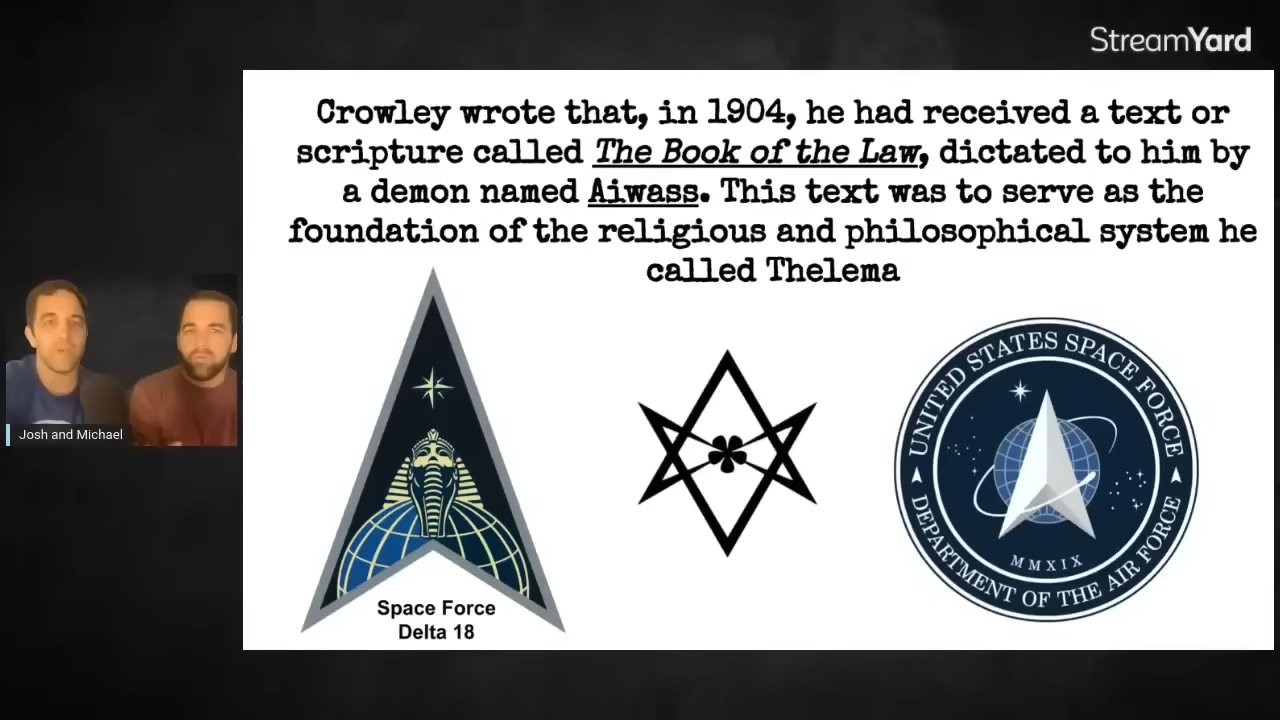 StreamYard
Crowley wrote that, in 1904, he had received a text or
scripture called The Book of the Law, dictated to him by
a demon named Aiwass. This text was to serve as the
foundation of the religious and philosophical system he
called Thelema
Josh and Michael
Space Force
Delta 18
UNITED STATES SPACE FORCE
MMXIX
DEPARTMENT OF THE AIR FORCE